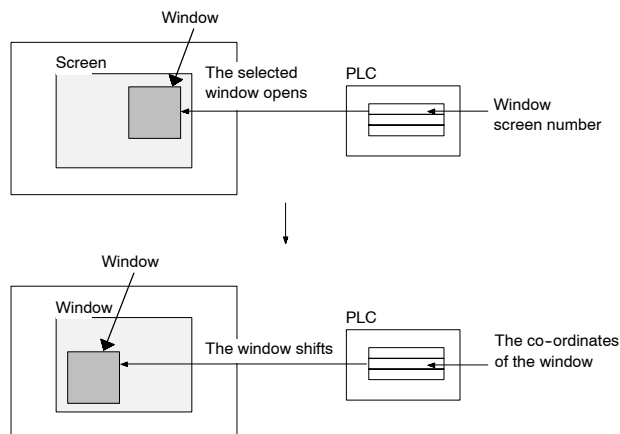 Window
Screen
The selected
window opens
PLC
Window
screen number
Window
Window
The window shifts
PLC
The co-ordinates
of the window